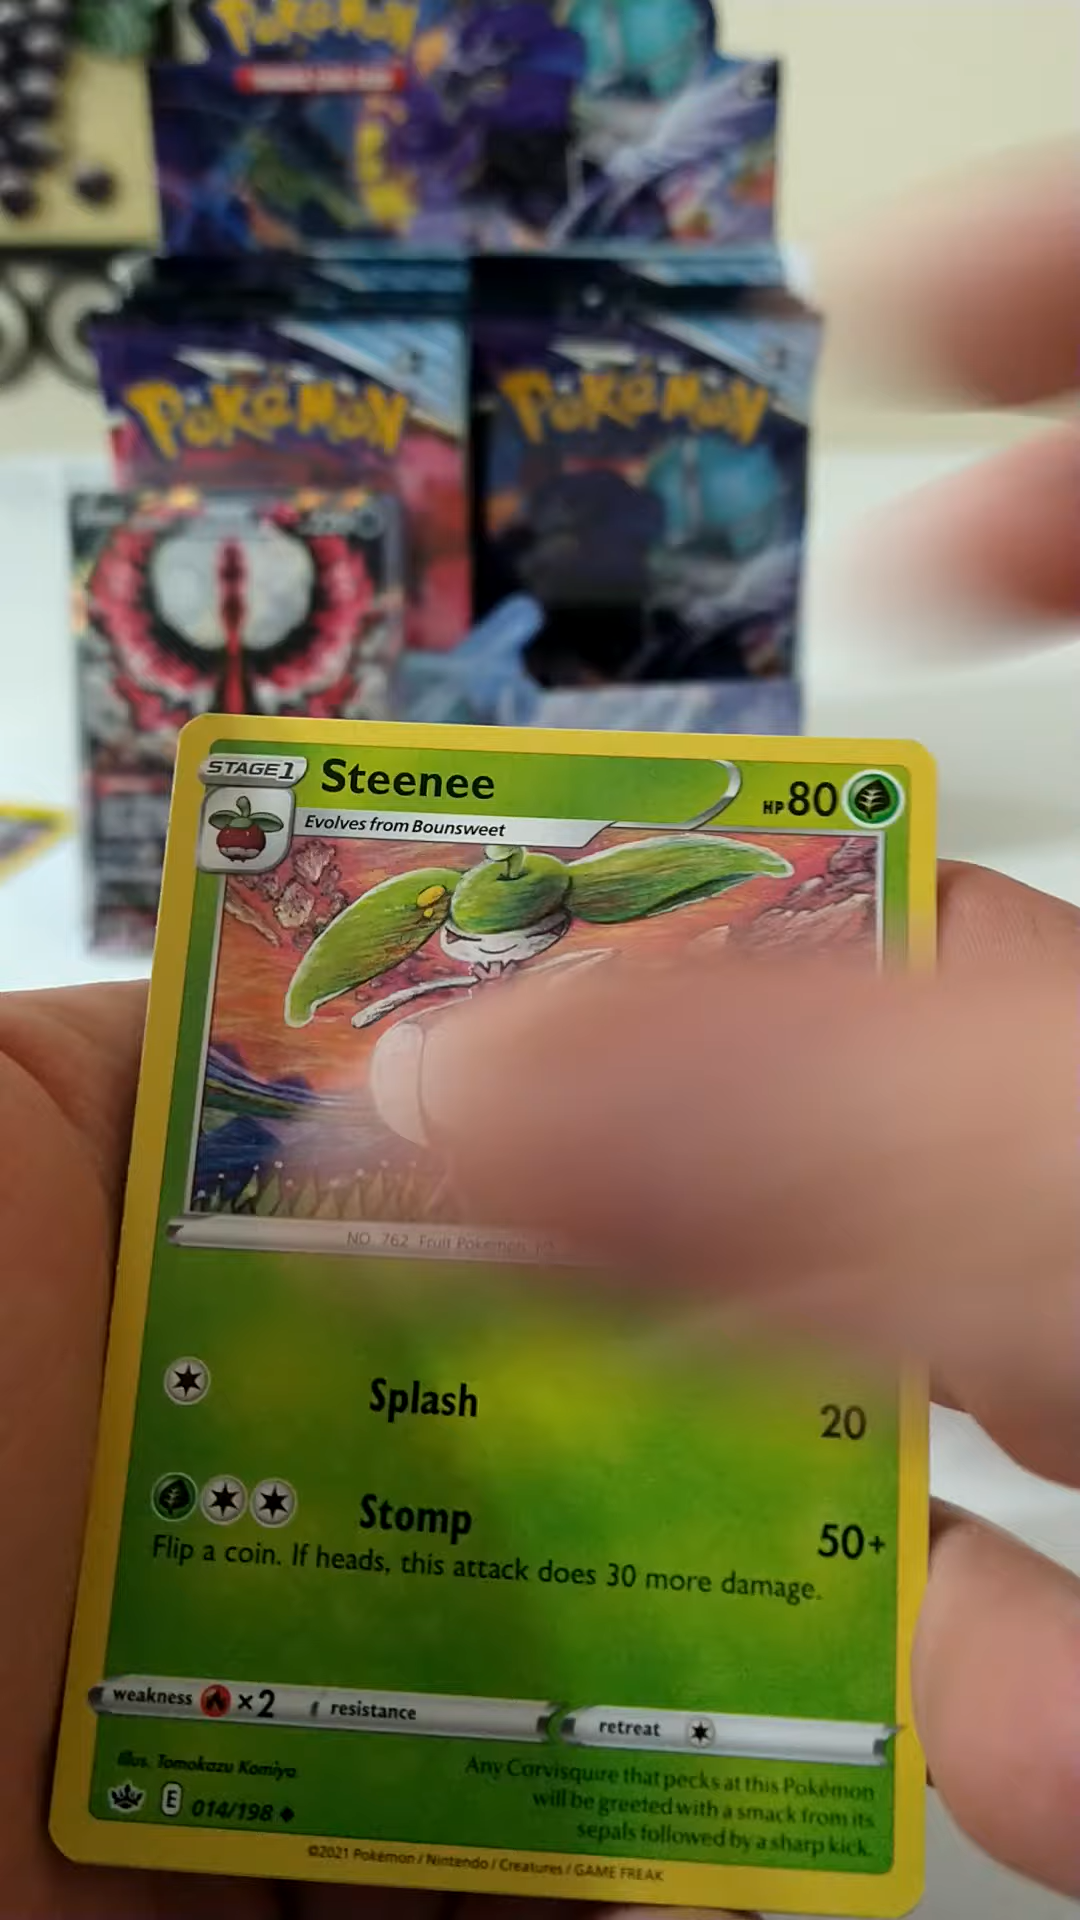 POKÉMON
POKÉMON
POKÉMON
STAGE 1
Steenee
HP 80
Evolves from Bounsweet
NO. 762 Fruit Pokémon
Splash 20
Stomp 50+
Flip a coin. If heads, this attack does 30 more damage.
weakness ×2 resistance retreat
Illus. Tomokazu Komiya
Any Corvisquire that pecks at this Pokémon
will be greeted with a smack from its
sepals followed by a sharp kick.
E 014/198
©2021 Pokémon / Nintendo / Creatures / GAME FREAK